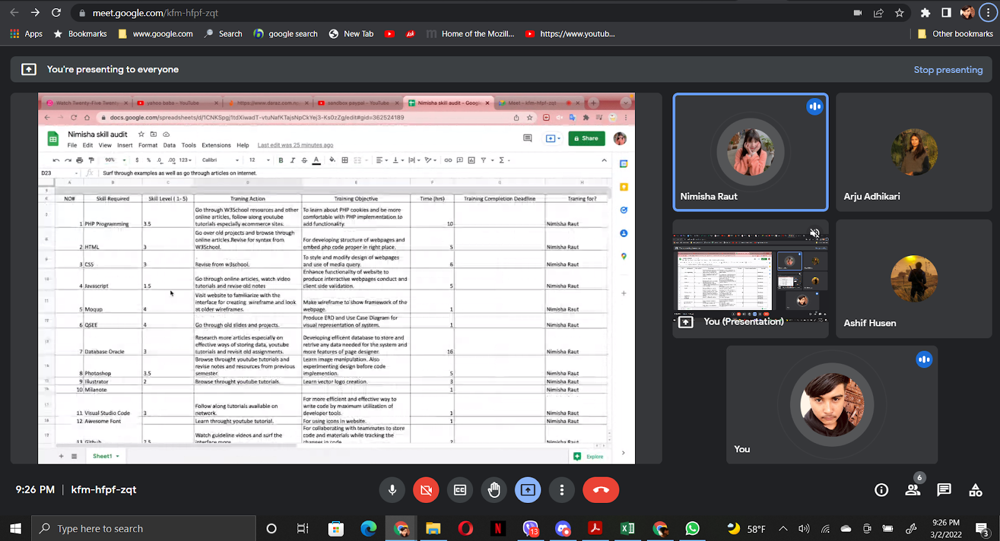 meet.google.com/kfm-hfpf-zqt
Apps
Bookmarks
www.google.com
Search
google search
New Tab
Ask
Home of the Mozill...
https://www.youtub...
Other bookmarks
You're presenting to everyone
Stop presenting
Watch Twenty-Five Twent
yahoo baba - YouTube
https://www.daraz.com.np
sandbox paypal - YouTube
Nimisha skill audit - Googl
Meet - kfm-hfpf-zqt
docs.google.com/spreadsheets/d/1CNKSpgj1tdXiwadT-vtuNafKTajsNpCkYej3-Ks0zZg/edit#gid=362524189
Nimisha skill audit
File Edit View Insert Format Data Tools Extensions Help Last edit was 25 minutes ago
Share
90% $ % .0 .00 123 Calibri 12 B I S A
D23 fx Surf through examples as well as go through articles on internet.
A B C D E F G H
NO# Skill Required Skill Level ( 1- 5) Traning Action Training Objective Time (hrs) Training Completion Deadline Traning for?
Go through W3School resources and other To learn about PHP cookies and be more
online articles, follow along youtube comfortable with PHP implementation to
1 PHP Programming 3.5 tutorials especially ecommerce sites. add functionality. 10 Nimisha Raut
Go over old projects and browse through
online articles.Revise for syntax from For developing structure of webpages and
2 HTML 3 W3School. embed php code proper in right place. 5 Nimisha Raut
To style and modify design of webpages
3 CSS 3 Revise from w3school. and use of media query. 6 Nimisha Raut
Enhance functionality of website to
Go through online articles, watch video produce interactive webpages conduct and
4 Javascript 1.5 tutorials and revise old notes client side validation. 5 Nimisha Raut
Visit website to familiarize with the
interface for creating wireframe and look Make wireframe to show framework of the
5 Moqup 4 at older wireframes. webpage. 1 Nimisha Raut
Produce ERD and Use Case Diagram for
6 QSEE 4 Go through old slides and projects. visual representation of system. 1 Nimisha Raut
Research more articles especially on Developing efficent database to store and
effective ways of storing data, youtube retrive any data needed for the system and
7 Database Oracle 3 tutorials and revisit old assignments. more features of page designer. 16 Nimisha Raut
Browse throught youtube tutorials and Learn image manipulation. Also
revise notes and resources from previous experimenting design before code
8 Photoshop 3.5 semester. implemention. 5 Nimisha Raut
9 Illustrator 2 Browse throught youtube tutorials. Learn vector logo creation. 3 Nimisha Raut
10 Milanote 1 Nimisha Raut
For more efficient and effective way to
Follow along tutorials available on write code by maximum utilization of
11 Visual Studio Code 3 network. developer tools. 1 Nimisha Raut
12 Awesome Font Learn throught youtube tutorial. For using icons in website. 1 Nimisha Raut
For collaborating with teammates to store
Watch guideline videos and surf the code and materials while tracking the
13 Github 2.5 interface more. changes in code. 2 Nimisha Raut
Sheet1
Explore
Nimisha Raut
Arju Adhikari
You (Presentation)
Ashif Husen
You
9:26 PM | kfm-hfpf-zqt
6
Type here to search
13
58°F
9:26 PM
3/2/2022
3